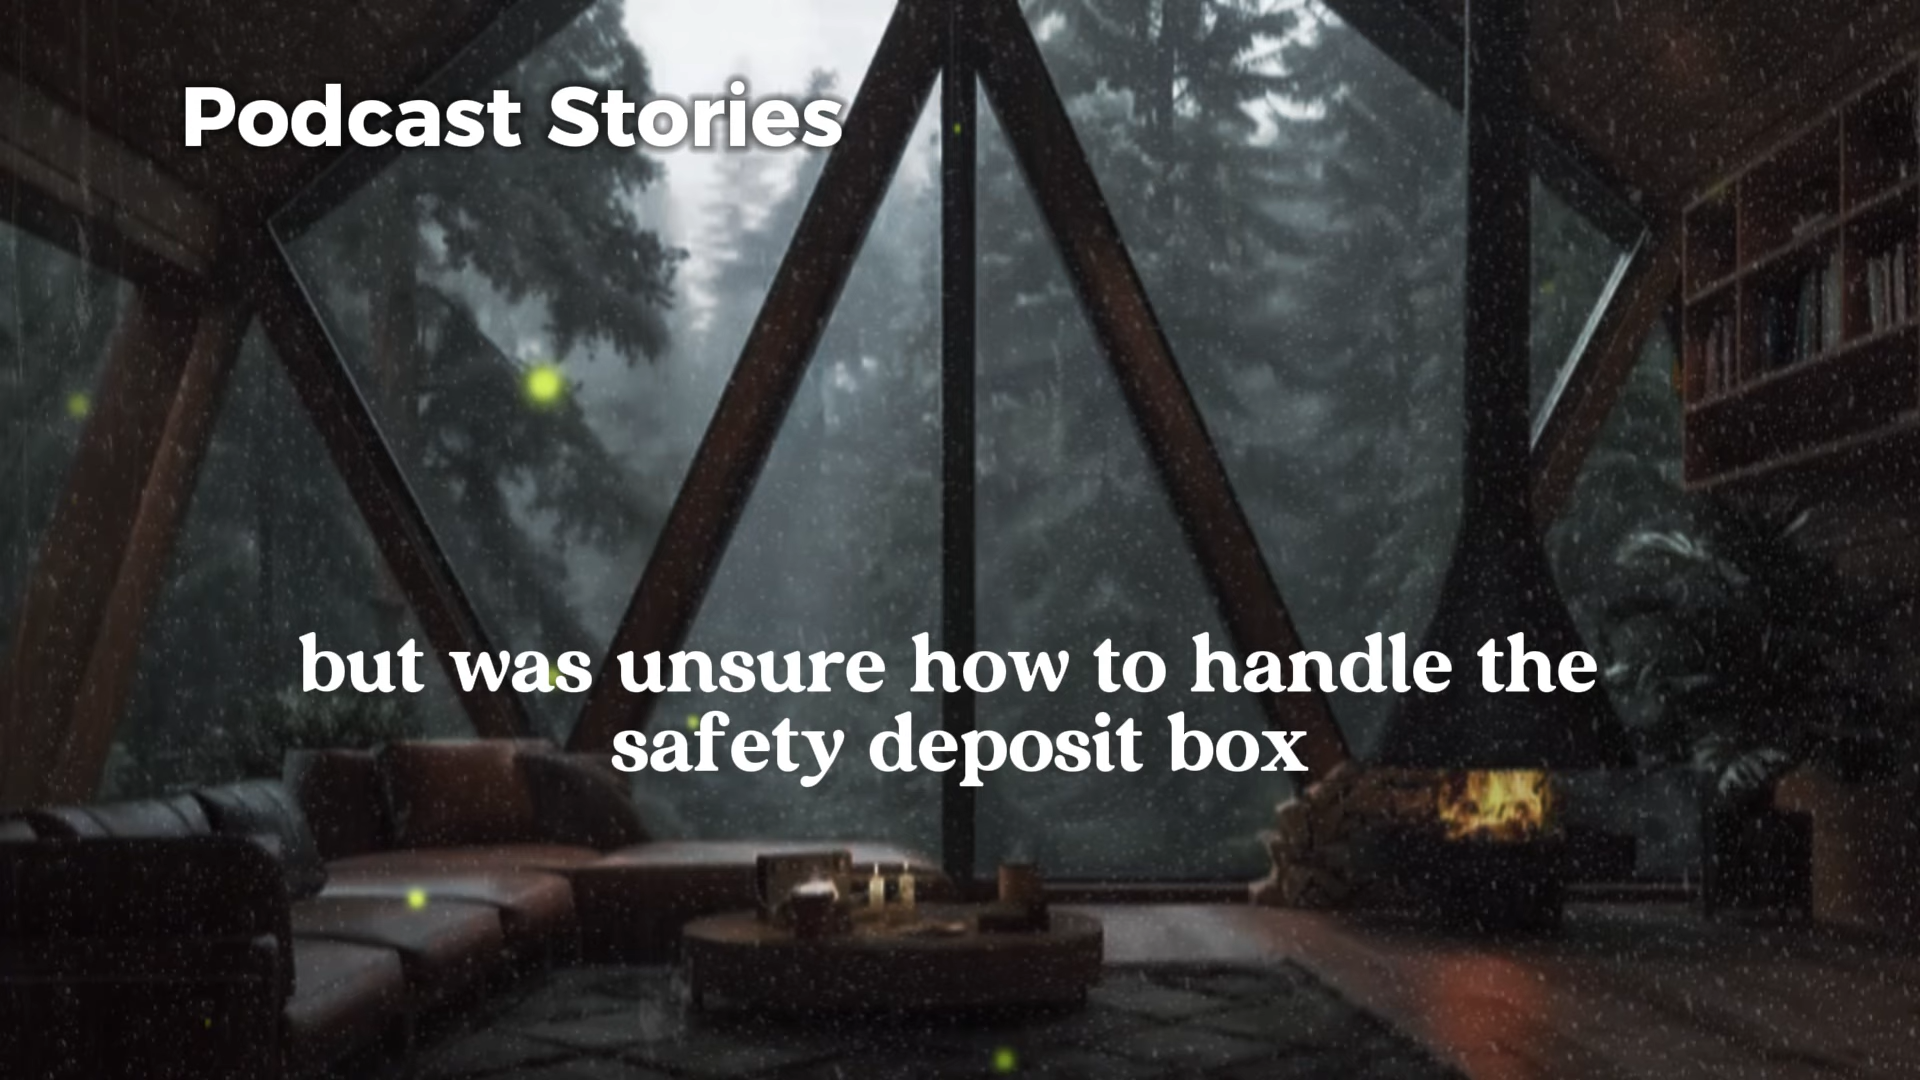 Podcast Stories
but was unsure how to handle the
safety deposit box